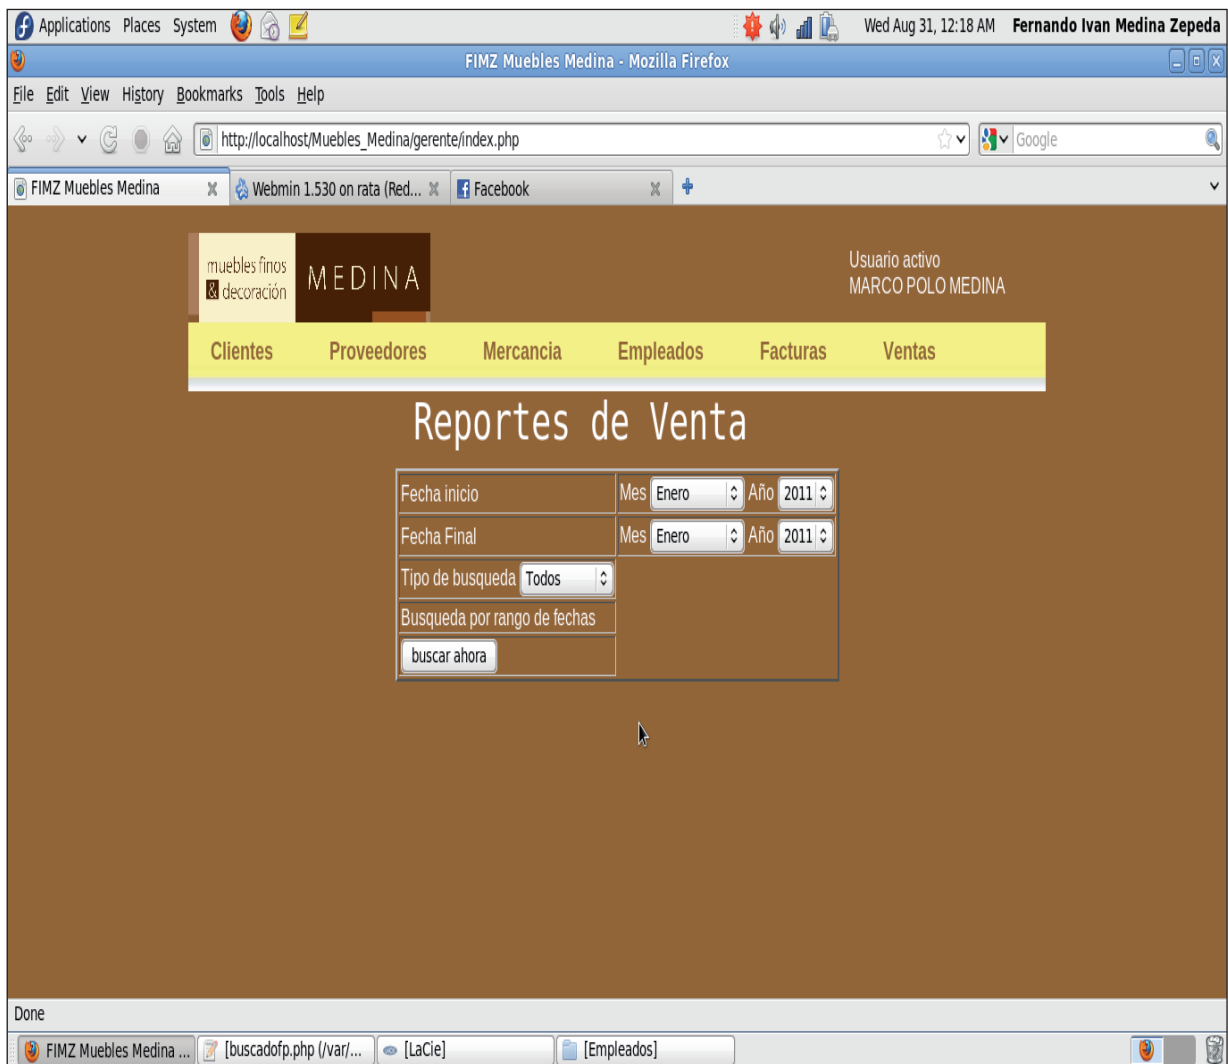 Applications Places System Wed Aug 31, 12:18 AM Fernando Ivan Medina Zepeda
FIMZ Muebles Medina - Mozilla Firefox
File Edit View History Bookmarks Tools Help
http://localhost/Muebles_Medina/gerente/index.php Google
FIMZ Muebles Medina Webmin 1.530 on rata (Red... Facebook
muebles finos
& decoración
MEDINA
Usuario activo
MARCO POLO MEDINA
Clientes Proveedores Mercancia Empleados Facturas Ventas
Reportes de Venta
Fecha inicio Mes Enero Año 2011
Fecha Final Mes Enero Año 2011
Tipo de busqueda Todos
Busqueda por rango de fechas
buscar ahora
Done
FIMZ Muebles Medina ... [buscadofp.php (/var/... [LaCie] [Empleados]